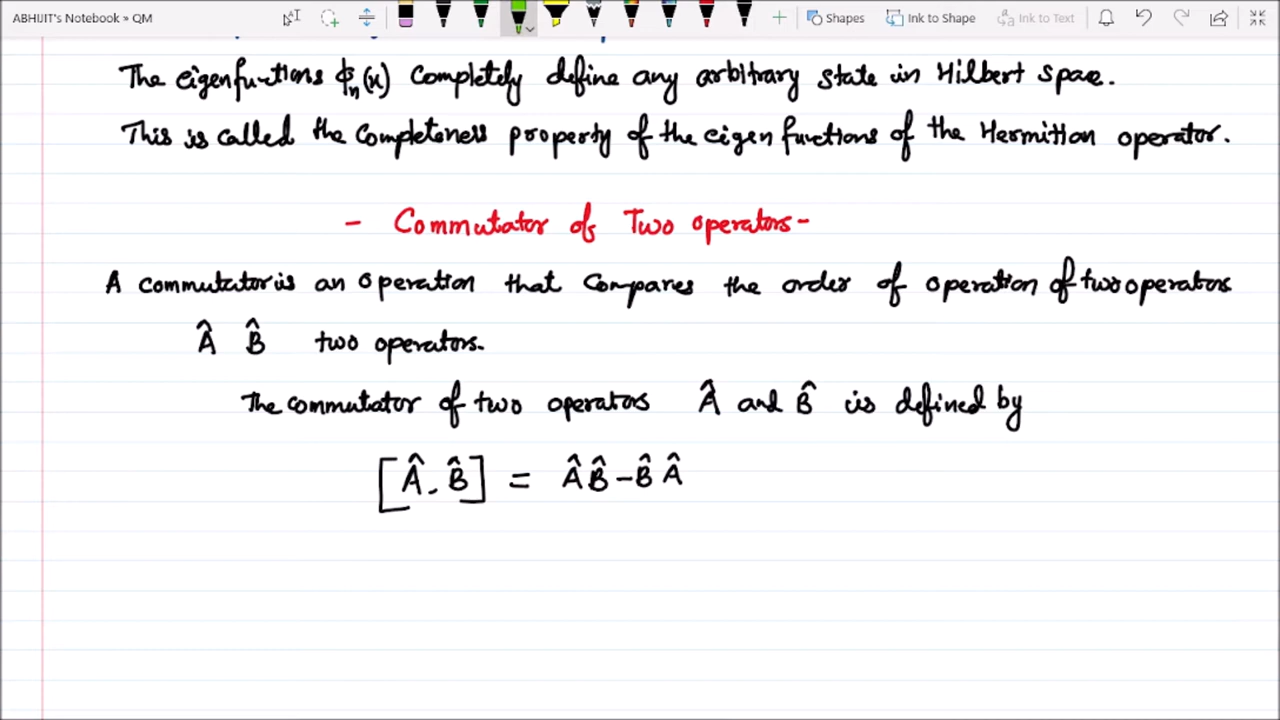 ABHIJIT's Notebook » QM
Shapes Ink to Shape Ink to Text
The eigenfunctions ϕₙ(x) completely define any arbitrary state in Hilbert space.
This is called the completeness property of the eigen functions of the Hermitian operator.
- Commutator of Two operators -
A commutator is an operation that compares the order of operation of two operators
Â B̂ two operators.
The commutator of two operators Â and B̂ is defined by
[Â, B̂] = ÂB̂ - B̂Â